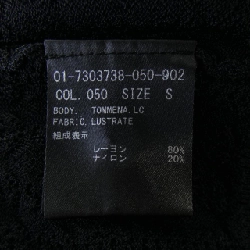 01-7303738-050-902
COL. 050 SIZE S
BODY. TONMENA.LC
FABRIC.LUSTRATE
組成表示
レーヨン 80%
ナイロン 20%